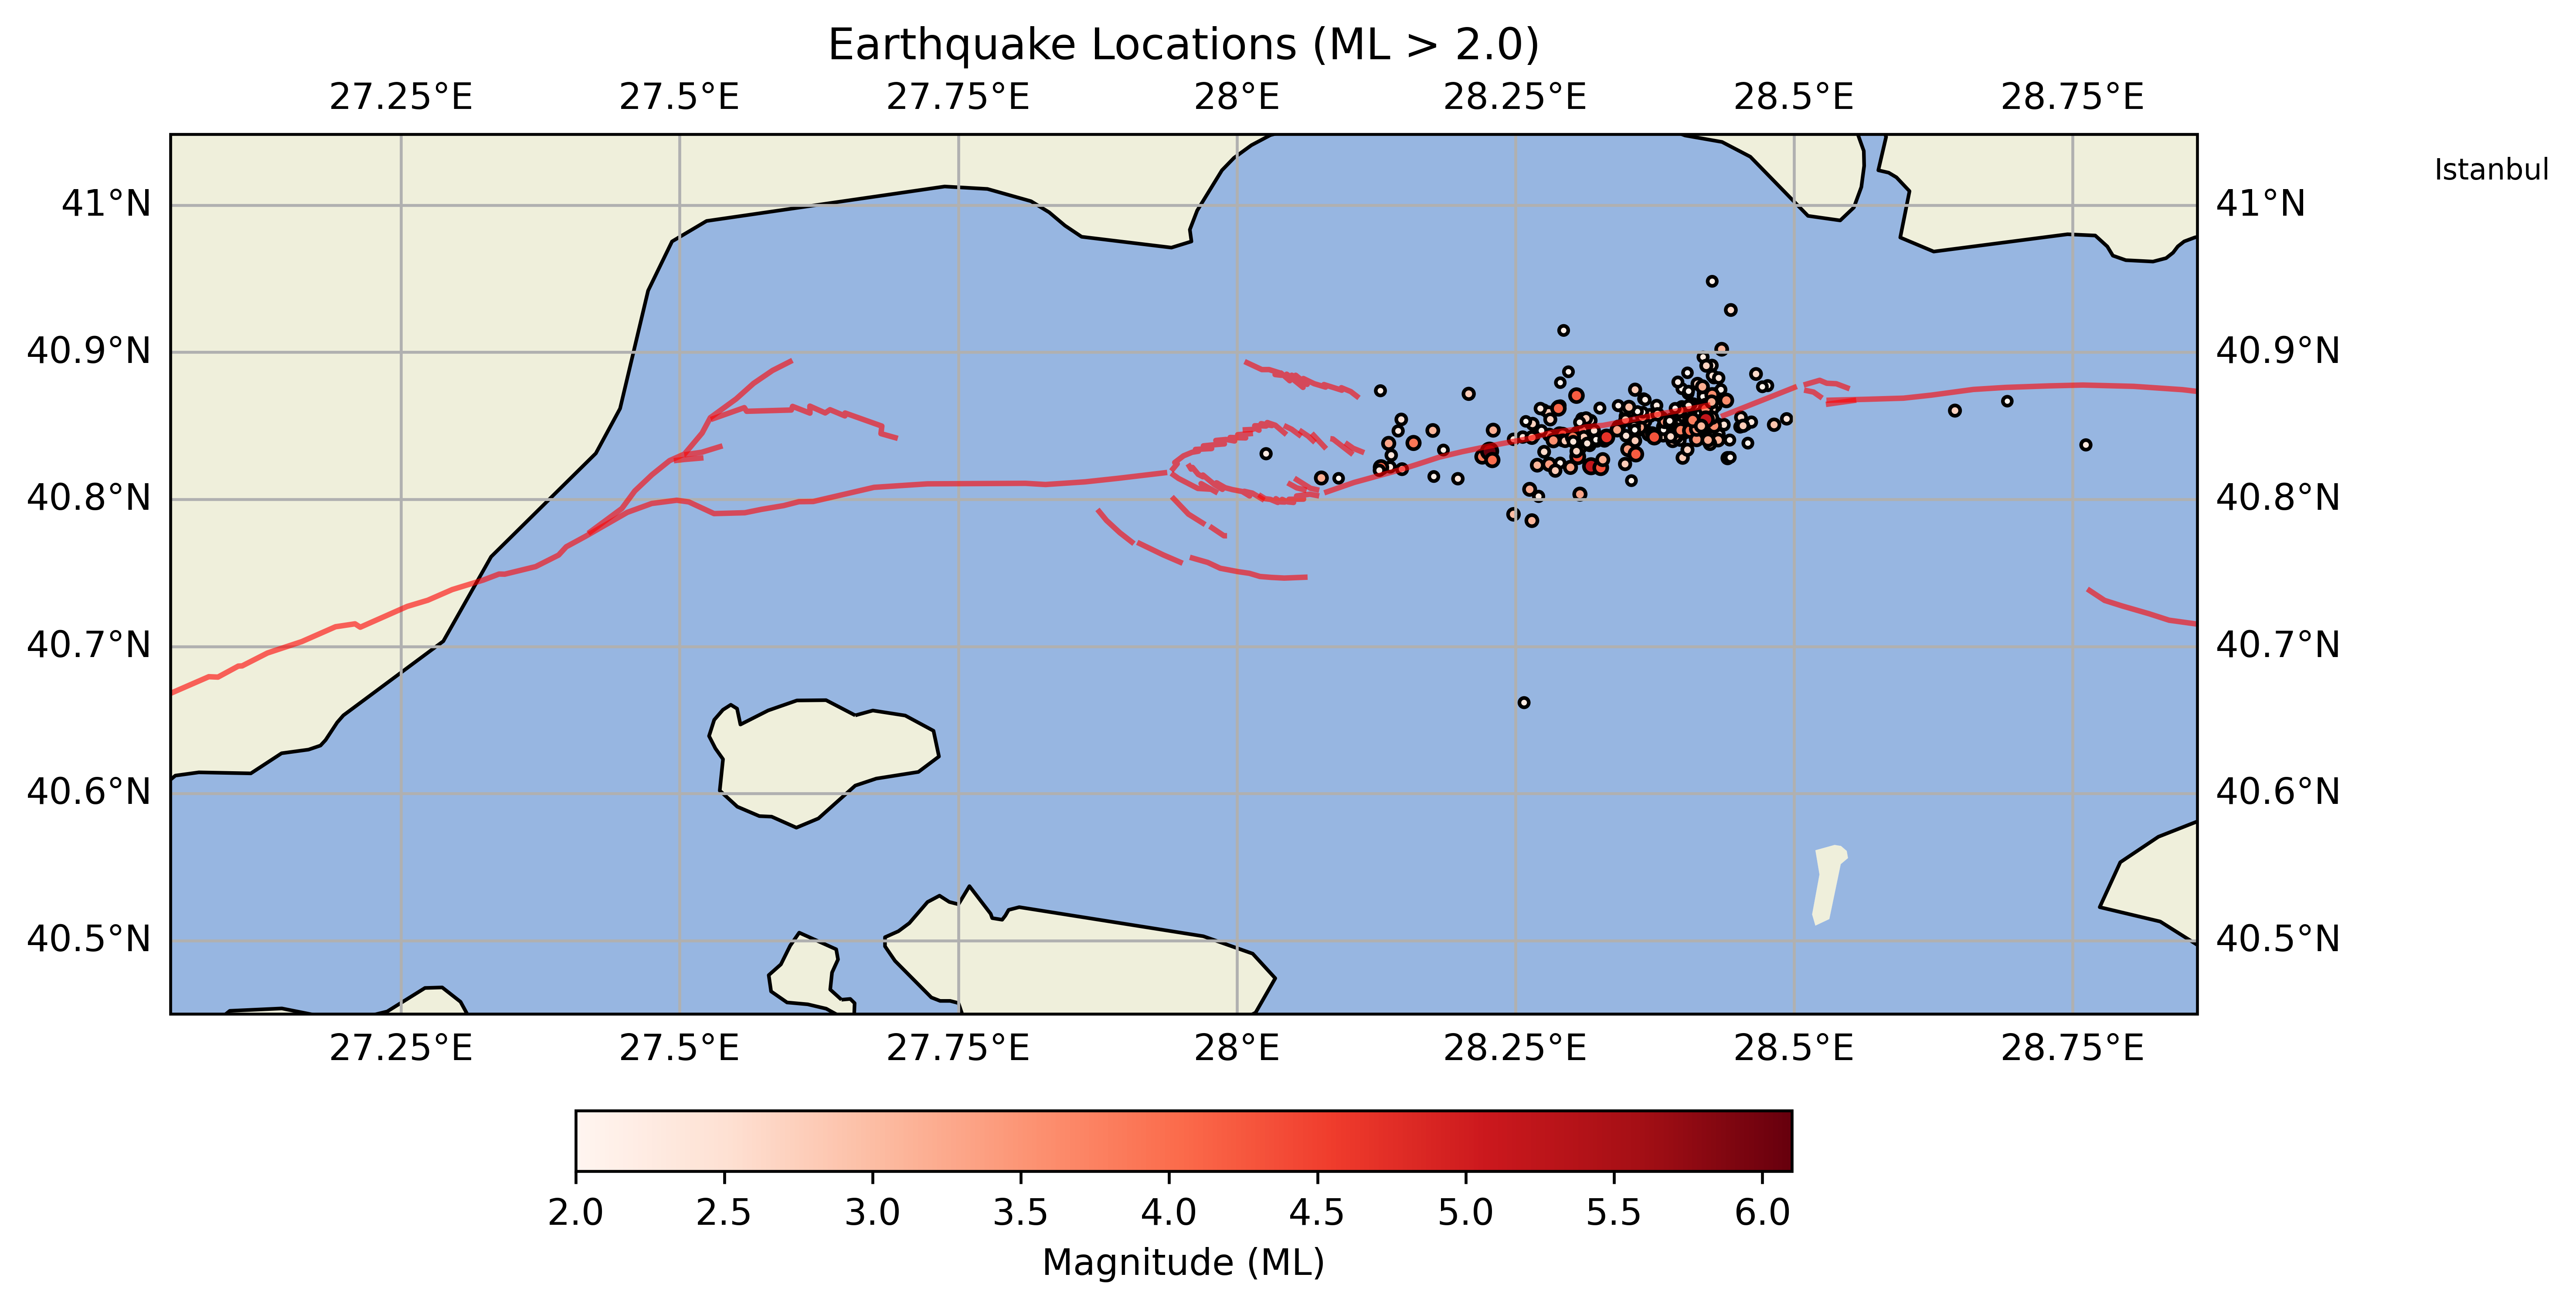 Earthquake Locations (ML > 2.0)
27.25°E 27.5°E 27.75°E 28°E 28.25°E 28.5°E 28.75°E
Istanbul
41°N 41°N
40.9°N 40.9°N
40.8°N 40.8°N
40.7°N 40.7°N
40.6°N 40.6°N
40.5°N 40.5°N
27.25°E 27.5°E 27.75°E 28°E 28.25°E 28.5°E 28.75°E
2.0 2.5 3.0 3.5 4.0 4.5 5.0 5.5 6.0
Magnitude (ML)